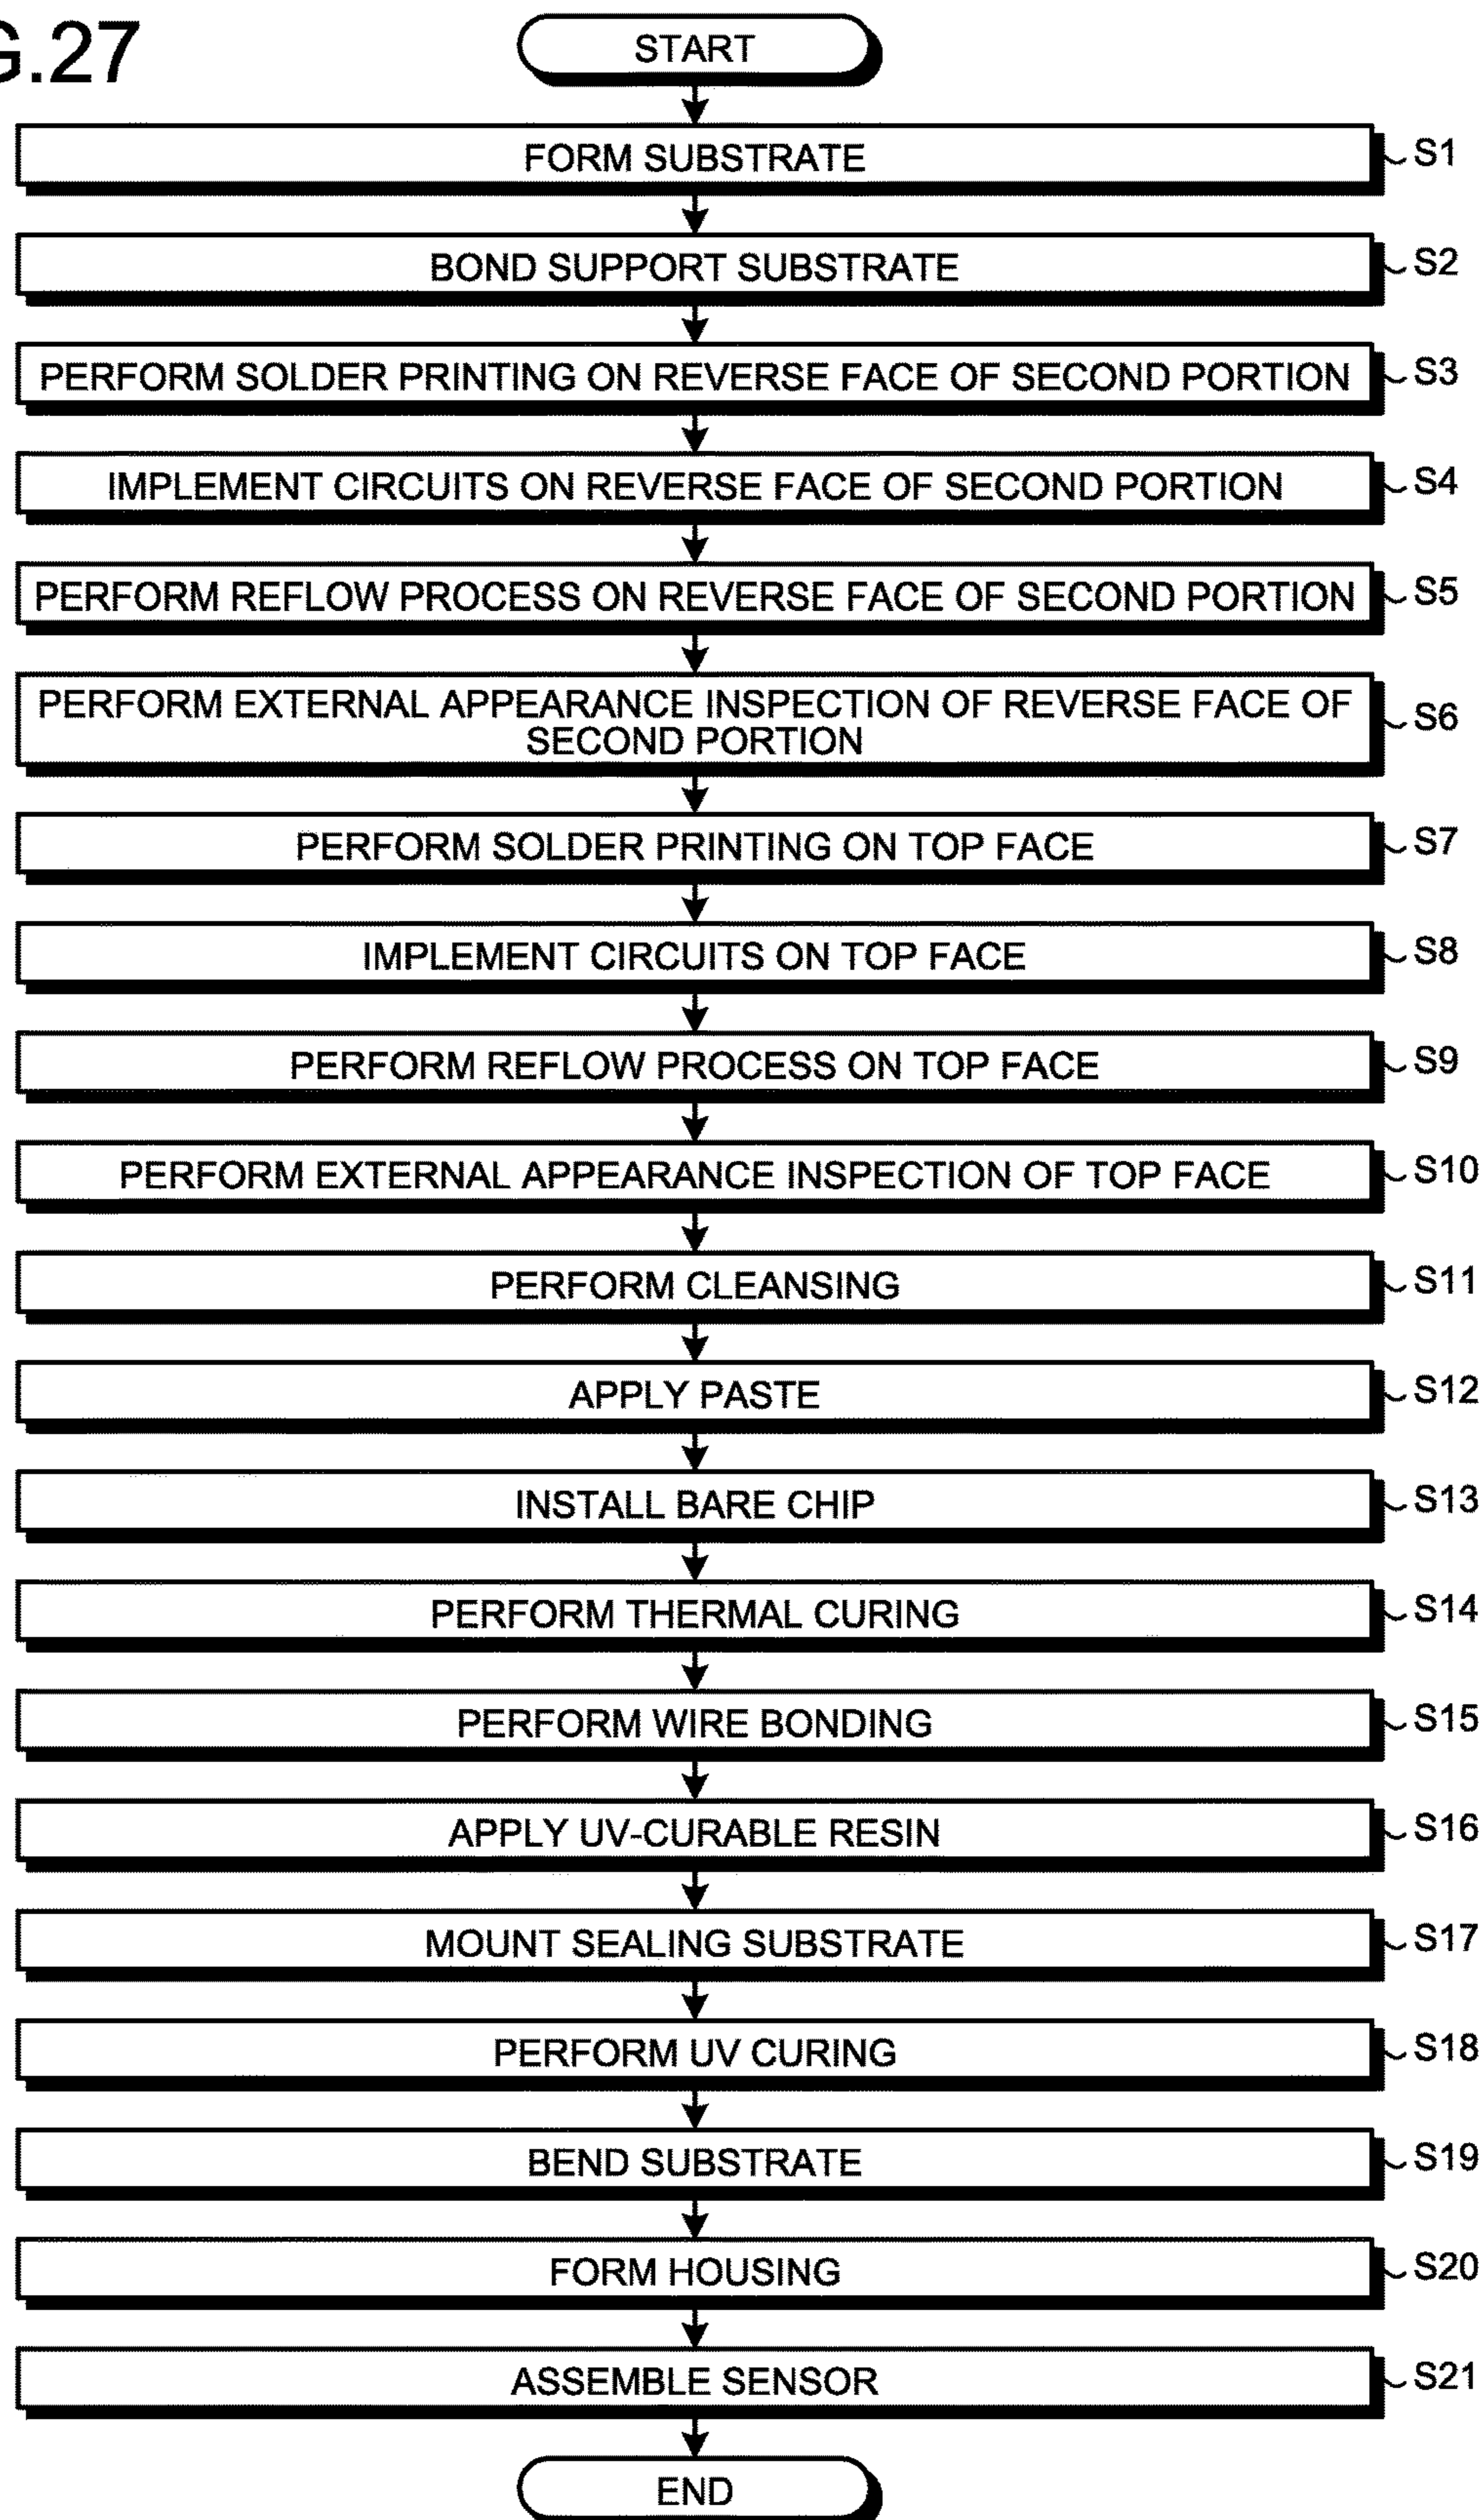 G.27
START
FORM SUBSTRATE S1
BOND SUPPORT SUBSTRATE S2
PERFORM SOLDER PRINTING ON REVERSE FACE OF SECOND PORTION S3
IMPLEMENT CIRCUITS ON REVERSE FACE OF SECOND PORTION S4
PERFORM REFLOW PROCESS ON REVERSE FACE OF SECOND PORTION S5
PERFORM EXTERNAL APPEARANCE INSPECTION OF REVERSE FACE OF
SECOND PORTION S6
PERFORM SOLDER PRINTING ON TOP FACE S7
IMPLEMENT CIRCUITS ON TOP FACE S8
PERFORM REFLOW PROCESS ON TOP FACE S9
PERFORM EXTERNAL APPEARANCE INSPECTION OF TOP FACE S10
PERFORM CLEANSING S11
APPLY PASTE S12
INSTALL BARE CHIP S13
PERFORM THERMAL CURING S14
PERFORM WIRE BONDING S15
APPLY UV-CURABLE RESIN S16
MOUNT SEALING SUBSTRATE S17
PERFORM UV CURING S18
BEND SUBSTRATE S19
FORM HOUSING S20
ASSEMBLE SENSOR S21
END